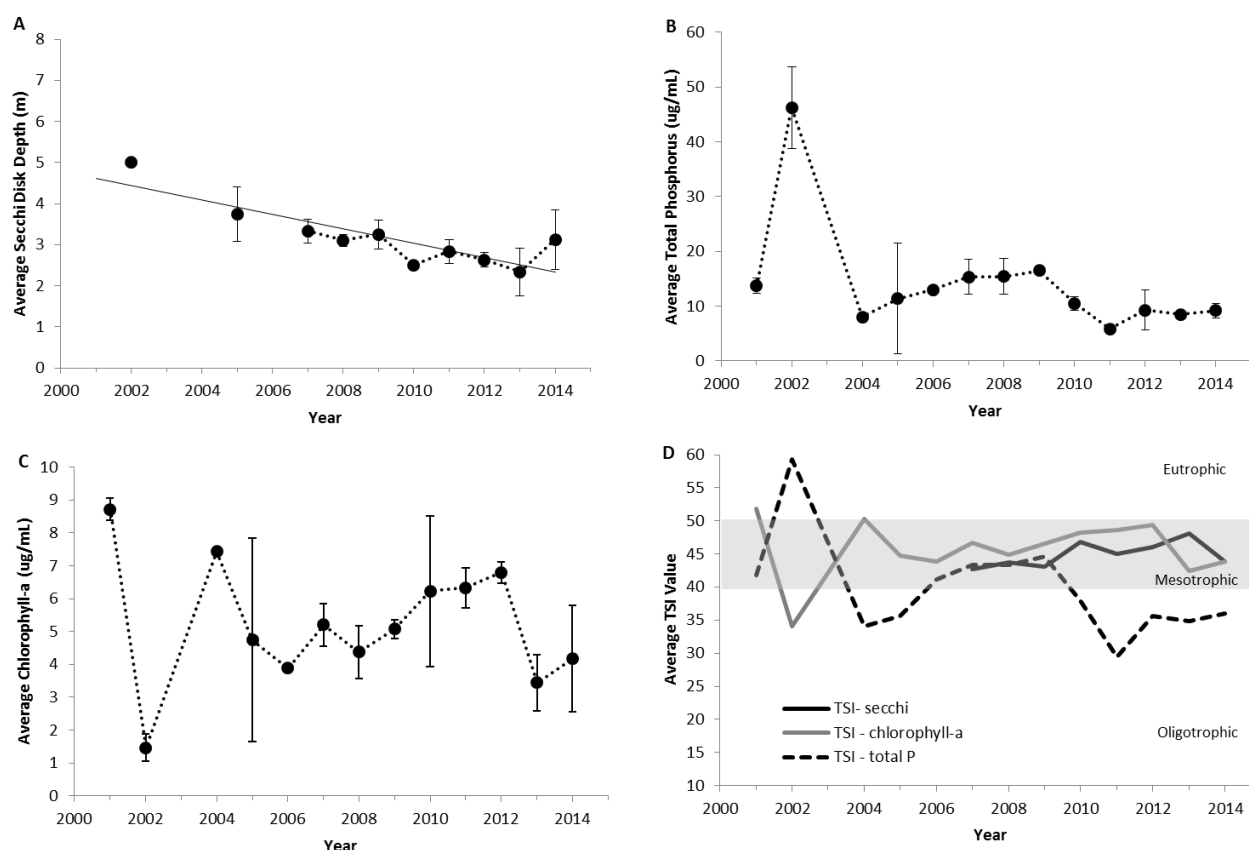 A
8
7
6
5
4
3
2
1
0
Average Secchi Disk Depth (m)
2000 2002 2004 2006 2008 2010 2012 2014
Year
B
60
50
40
30
20
10
0
Average Total Phosphorus (ug/mL)
2000 2002 2004 2006 2008 2010 2012 2014
Year
C
10
9
8
7
6
5
4
3
2
1
0
Average Chlorophyll-a (ug/mL)
2000 2002 2004 2006 2008 2010 2012 2014
Year
D
60
55
50
45
40
35
30
25
20
15
10
Average TSI Value
Eutrophic
Mesotrophic
Oligotrophic
TSI- secchi
TSI - chlorophyll-a
TSI - total P
2000 2002 2004 2006 2008 2010 2012 2014
Year